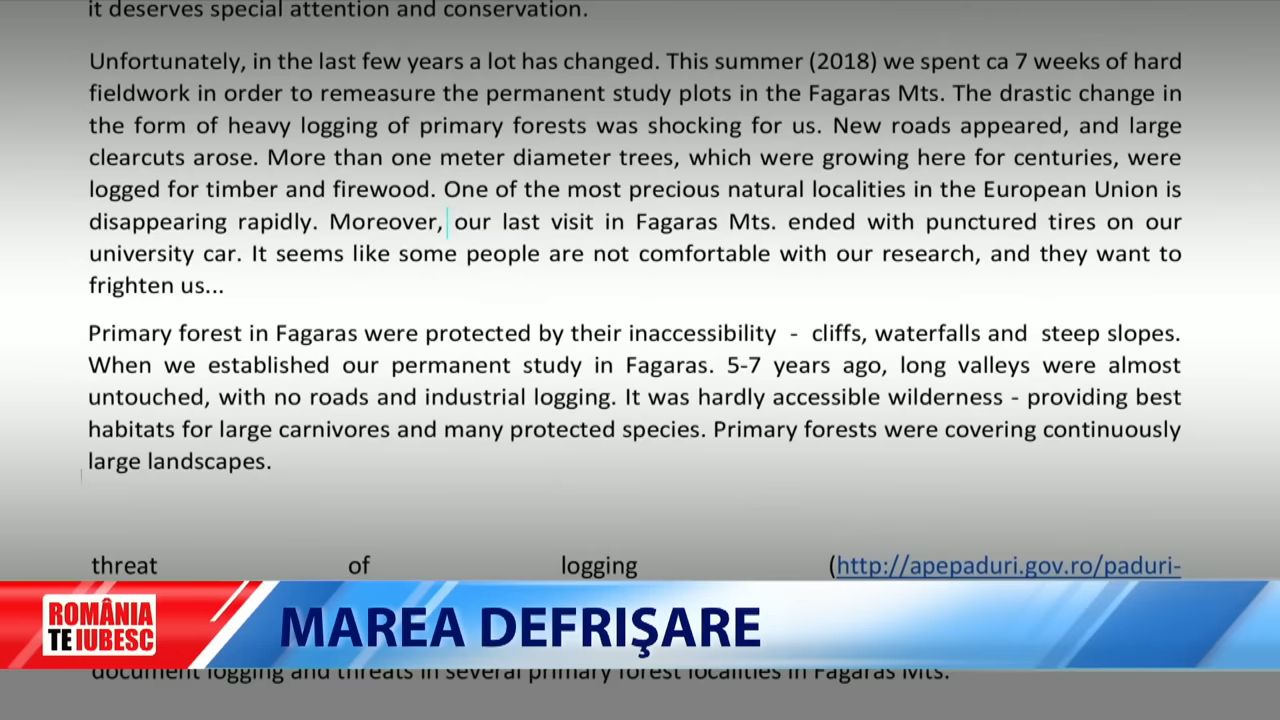 it deserves special attention and conservation.
Unfortunately, in the last few years a lot has changed. This summer (2018) we spent ca 7 weeks of hard
fieldwork in order to remeasure the permanent study plots in the Fagaras Mts. The drastic change in
the form of heavy logging of primary forests was shocking for us. New roads appeared, and large
clearcuts arose. More than one meter diameter trees, which were growing here for centuries, were
logged for timber and firewood. One of the most precious natural localities in the European Union is
disappearing rapidly. Moreover, our last visit in Fagaras Mts. ended with punctured tires on our
university car. It seems like some people are not comfortable with our research, and they want to
frighten us...
Primary forest in Fagaras were protected by their inaccessibility - cliffs, waterfalls and steep slopes.
When we established our permanent study in Fagaras. 5-7 years ago, long valleys were almost
untouched, with no roads and industrial logging. It was hardly accessible wilderness - providing best
habitats for large carnivores and many protected species. Primary forests were covering continuously
large landscapes.
threat of logging (http://apepaduri.gov.ro/paduri-
ROMÂNIA
TE IUBESC
MAREA DEFRIŞARE
document logging and threats in several primary forest localities in Fagaras Mts.